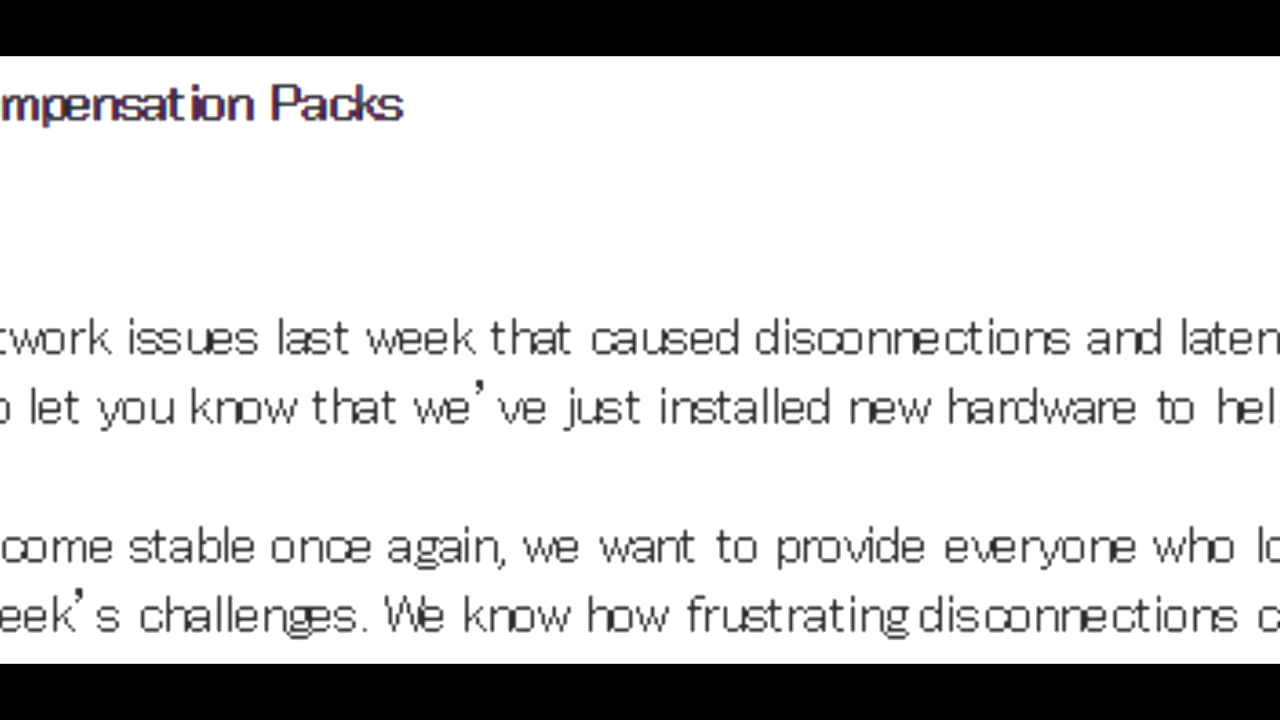 mpensation Packs
twork issues last week that caused disconnections and laten
o let you know that we’ve just installed new hardware to hel
come stable once again, we want to provide everyone who lo
eek’s challenges. We know how frustrating disconnections c